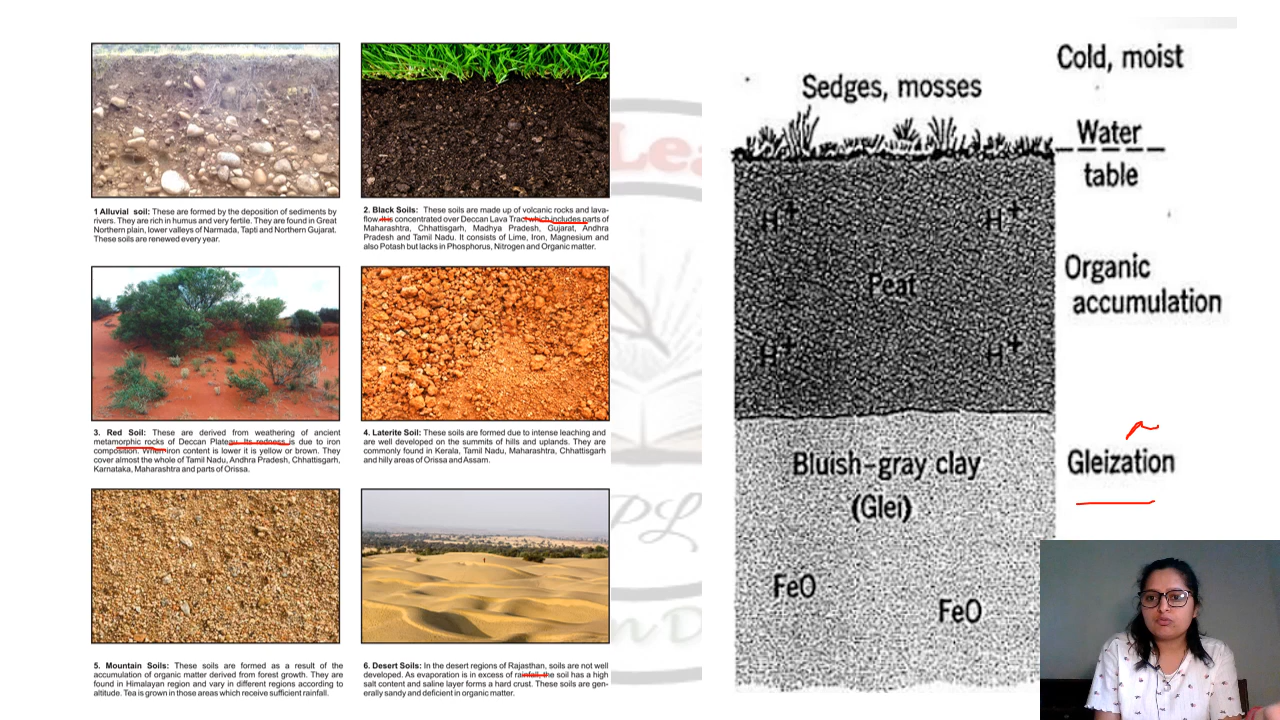 1 Alluvial soil: These are formed by the deposition of sediments by
rivers. They are rich in humus and very fertile. They are found in Great
Northern plain, lower valleys of Narmada, Tapti and Northern Gujarat.
These soils are renewed every year.
2. Black Soils: These soils are made up of volcanic rocks and lava-
flow. It is concentrated over Deccan Lava Tract which includes parts of
Maharashtra, Chhattisgarh, Madhya Pradesh, Gujarat, Andhra
Pradesh and Tamil Nadu. It consists of Lime, Iron, Magnesium and
also Potash but lacks in Phosphorus, Nitrogen and Organic matter.
3. Red Soil: These are derived from weathering of ancient
metamorphic rocks of Deccan Plateau. Its redness is due to iron
composition. When iron content is lower it is yellow or brown. They
cover almost the whole of Tamil Nadu, Andhra Pradesh, Chhattisgarh,
Karnataka, Maharashtra and parts of Orissa.
4. Laterite Soil: These soils are formed due to intense leaching and
are well developed on the summits of hills and uplands. They are
commonly found in Kerala, Tamil Nadu, Maharashtra, Chhattisgarh
and hilly areas of Orissa and Assam.
5. Mountain Soils: These soils are formed as a result of the
accumulation of organic matter derived from forest growth. They are
found in Himalayan region and vary in different regions according to
altitude. Tea is grown in those areas which receive sufficient rainfall.
6. Desert Soils: In the desert regions of Rajasthan, soils are not well
developed. As evaporation is in excess of rainfall, the soil has a high
salt content and saline layer forms a hard crust. These soils are gen-
erally sandy and deficient in organic matter.
Lea
PL
n D
Cold, moist
Sedges, mosses
Water
table
H+ H+
Peat
Organic
accumulation
H+ H+
Bluish-gray clay
(Glei)
Gleization
FeO
FeO